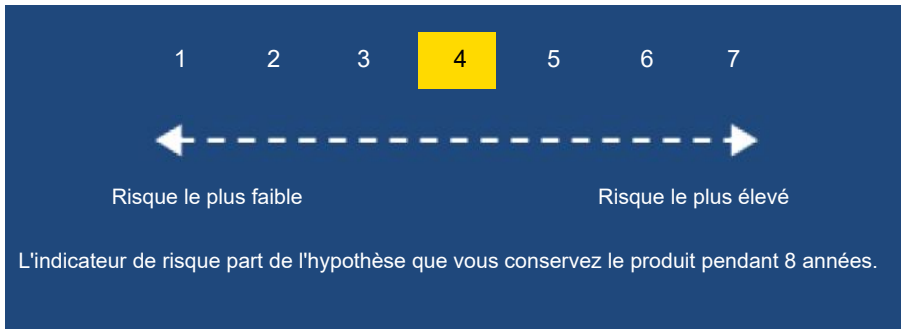 1 2 3 4 5 6 7
Risque le plus faible Risque le plus élevé
L'indicateur de risque part de l'hypothèse que vous conservez le produit pendant 8 années.